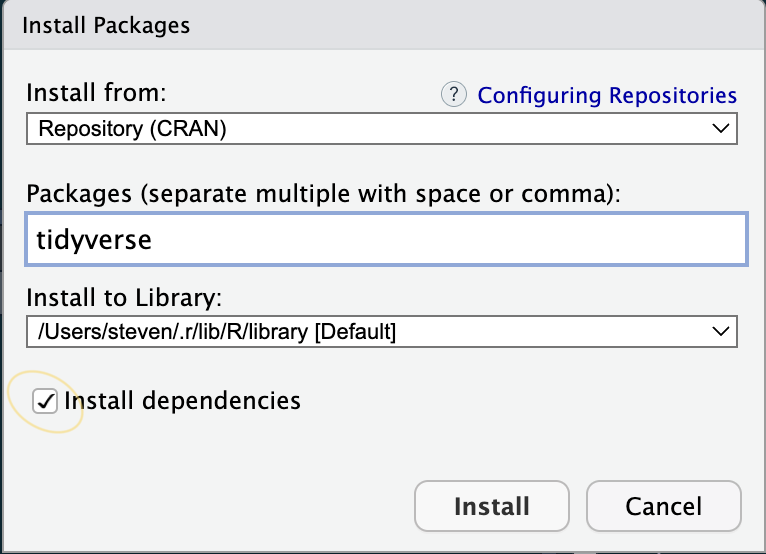 Install Packages
Install from:
? Configuring Repositories
Repository (CRAN)
Packages (separate multiple with space or comma):
tidyverse
Install to Library:
/Users/steven/.r/lib/R/library [Default]
Install dependencies
Install
Cancel